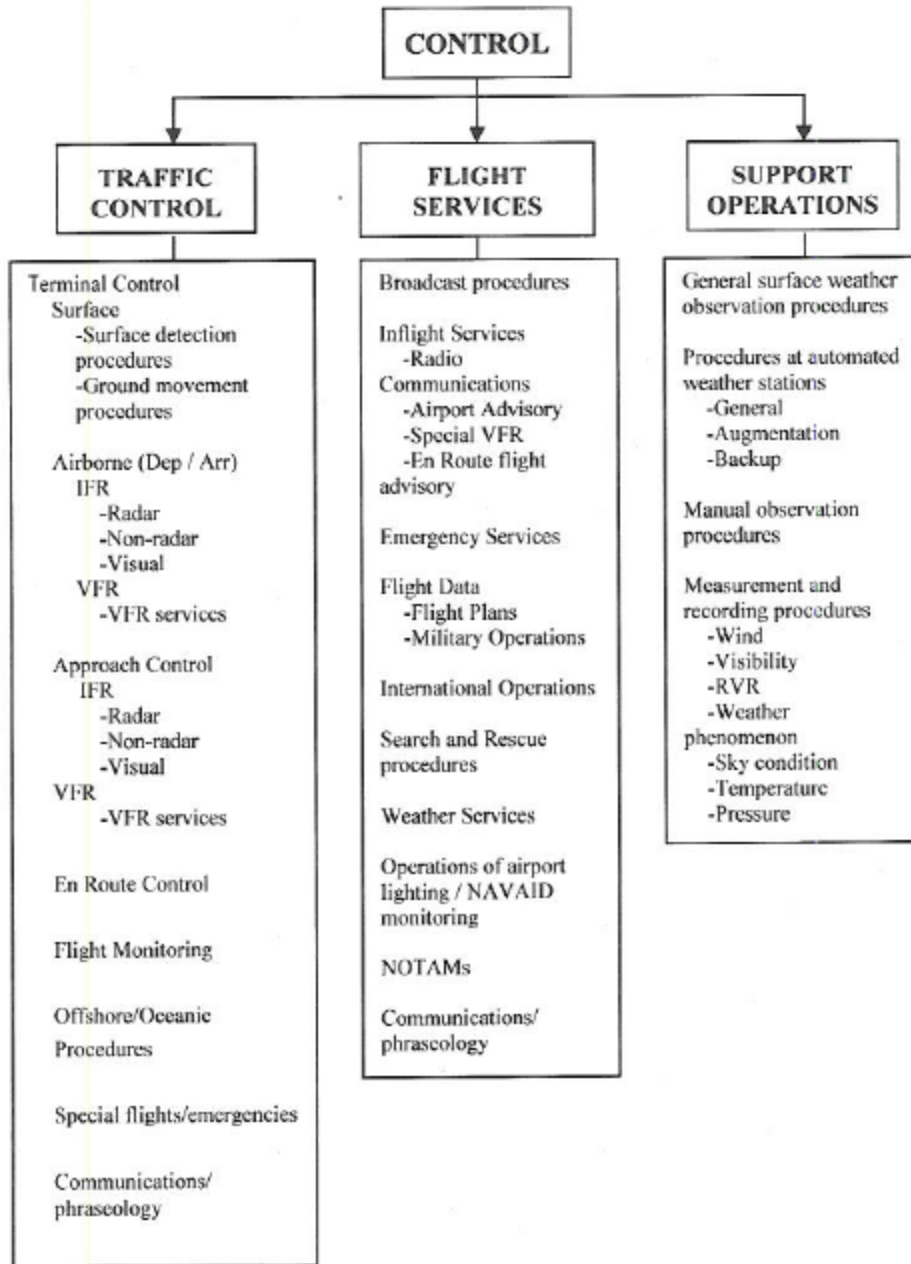 CONTROL
TRAFFIC
CONTROL
Terminal Control
Surface
-Surface detection
procedures
-Ground movement
procedures
Airborne (Dep / Arr)
IFR
-Radar
-Non-radar
-Visual
VFR
-VFR services
Approach Control
IFR
-Radar
-Non-radar
-Visual
VFR
-VFR services
En Route Control
Flight Monitoring
Offshore/Oceanic
Procedures
Special flights/emergencies
Communications/
phraseology
FLIGHT
SERVICES
Broadcast procedures
Inflight Services
-Radio
Communications
-Airport Advisory
-Special VFR
-En Route flight
advisory
Emergency Services
Flight Data
-Flight Plans
-Military Operations
International Operations
Search and Rescue
procedures
Weather Services
Operations of airport
lighting / NAVAID
monitoring
NOTAMs
Communications/
phraseology
SUPPORT
OPERATIONS
General surface weather
observation procedures
Procedures at automated
weather stations
-General
-Augmentation
-Backup
Manual observation
procedures
Measurement and
recording procedures
-Wind
-Visibility
-RVR
-Weather
phenomenon
-Sky condition
-Temperature
-Pressure